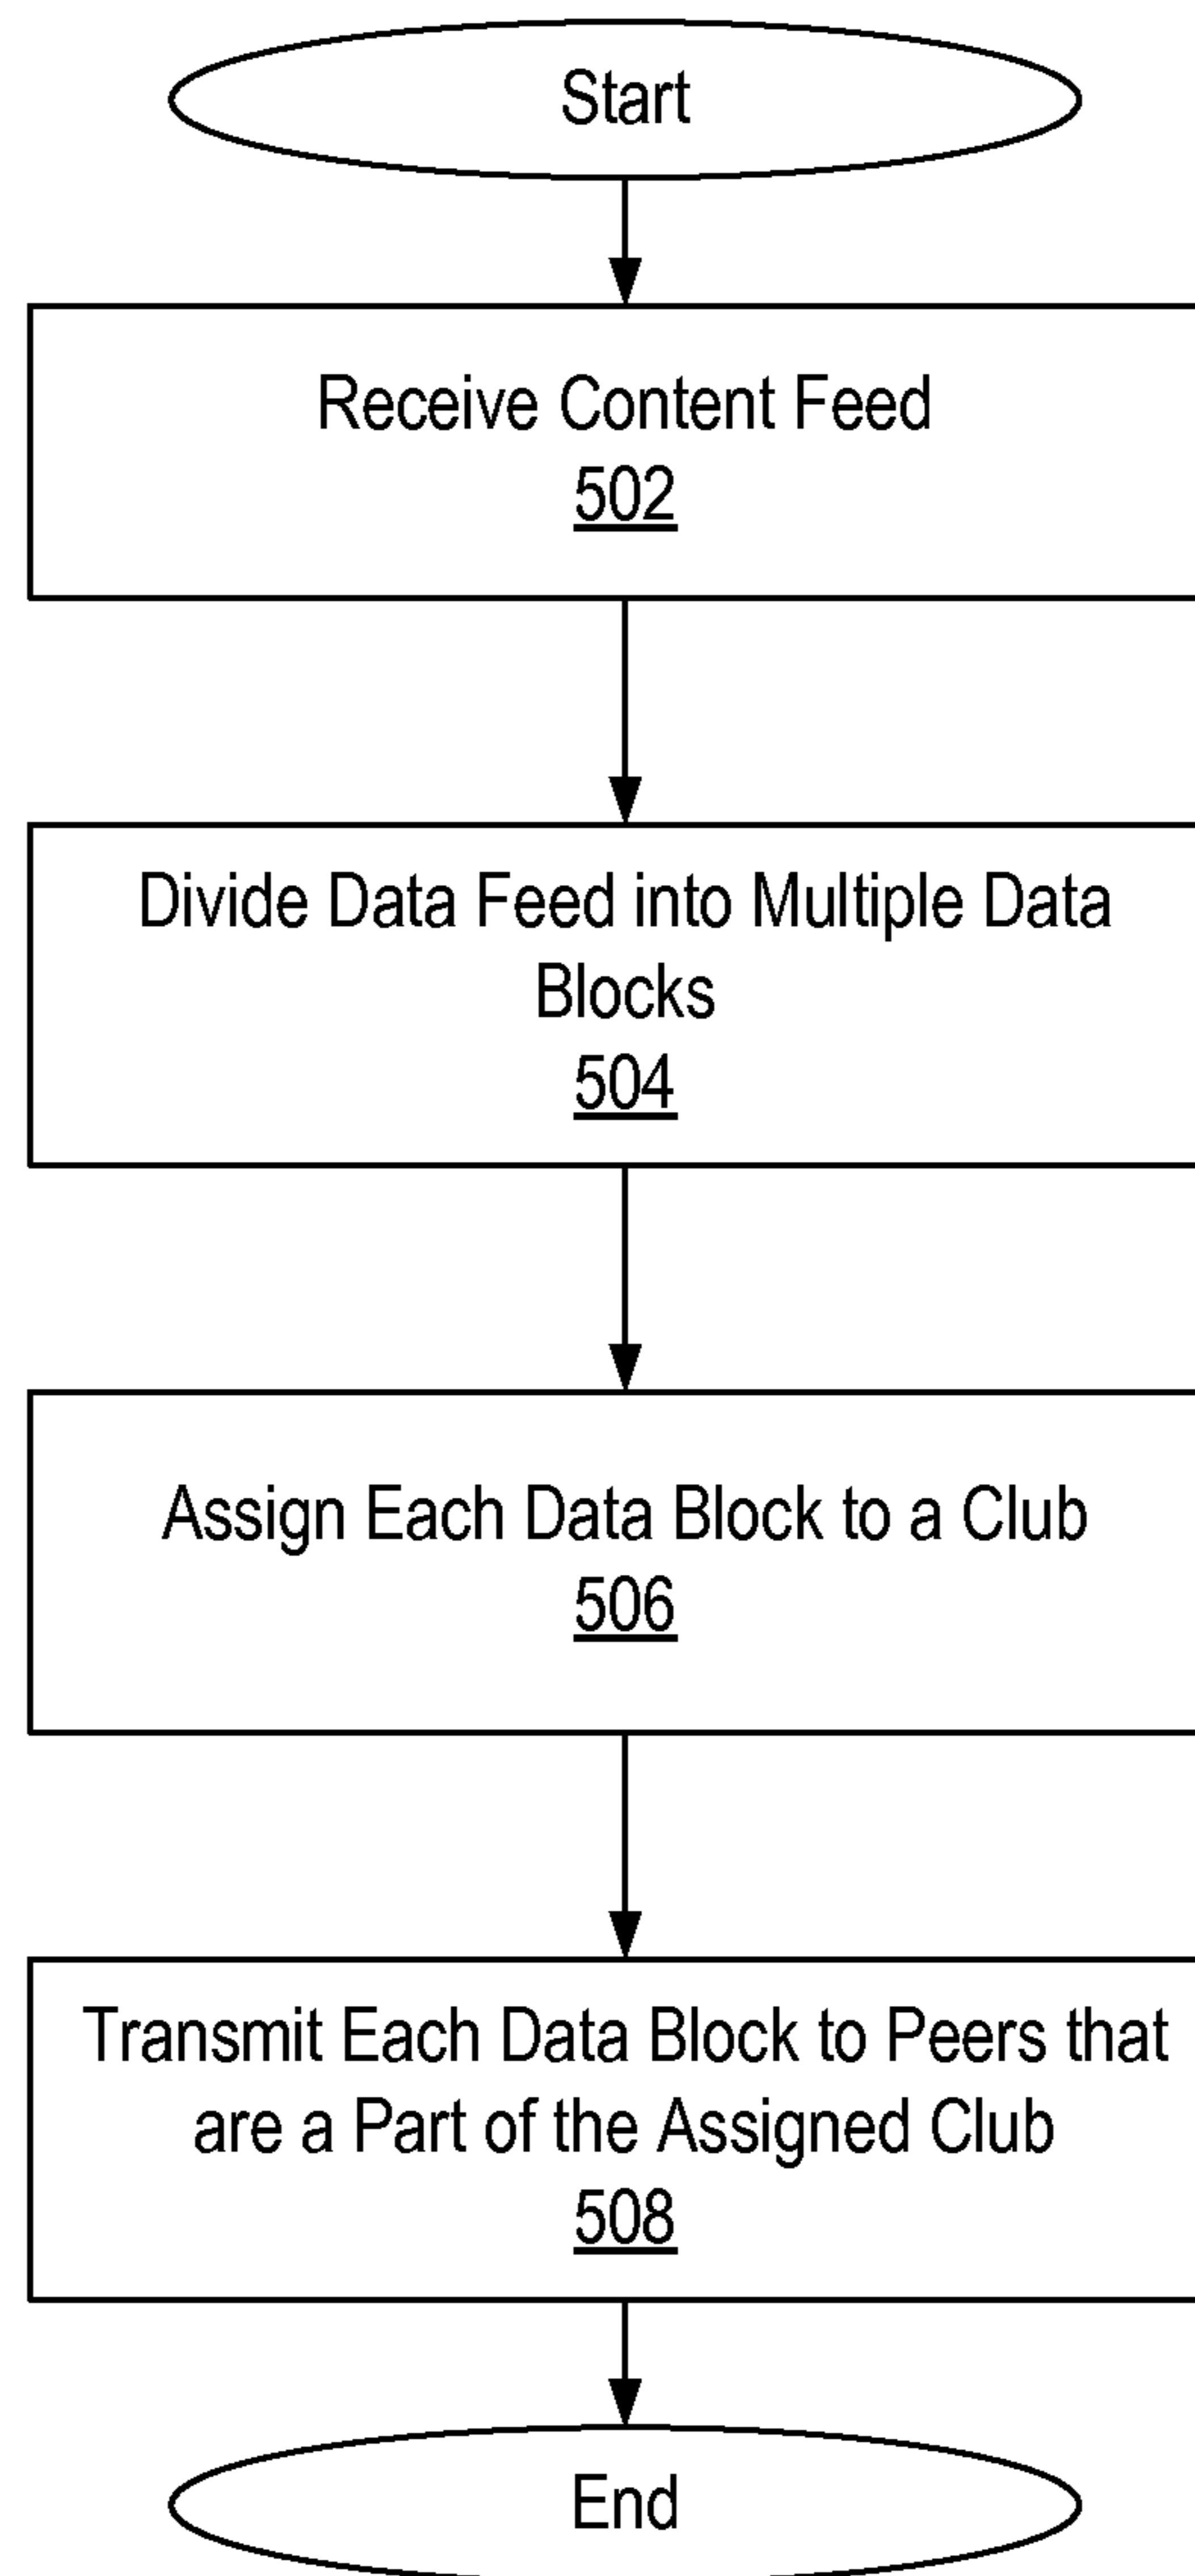 Start
Receive Content Feed
502
Divide Data Feed into Multiple Data
Blocks
504
Assign Each Data Block to a Club
506
Transmit Each Data Block to Peers that
are a Part of the Assigned Club
508
End